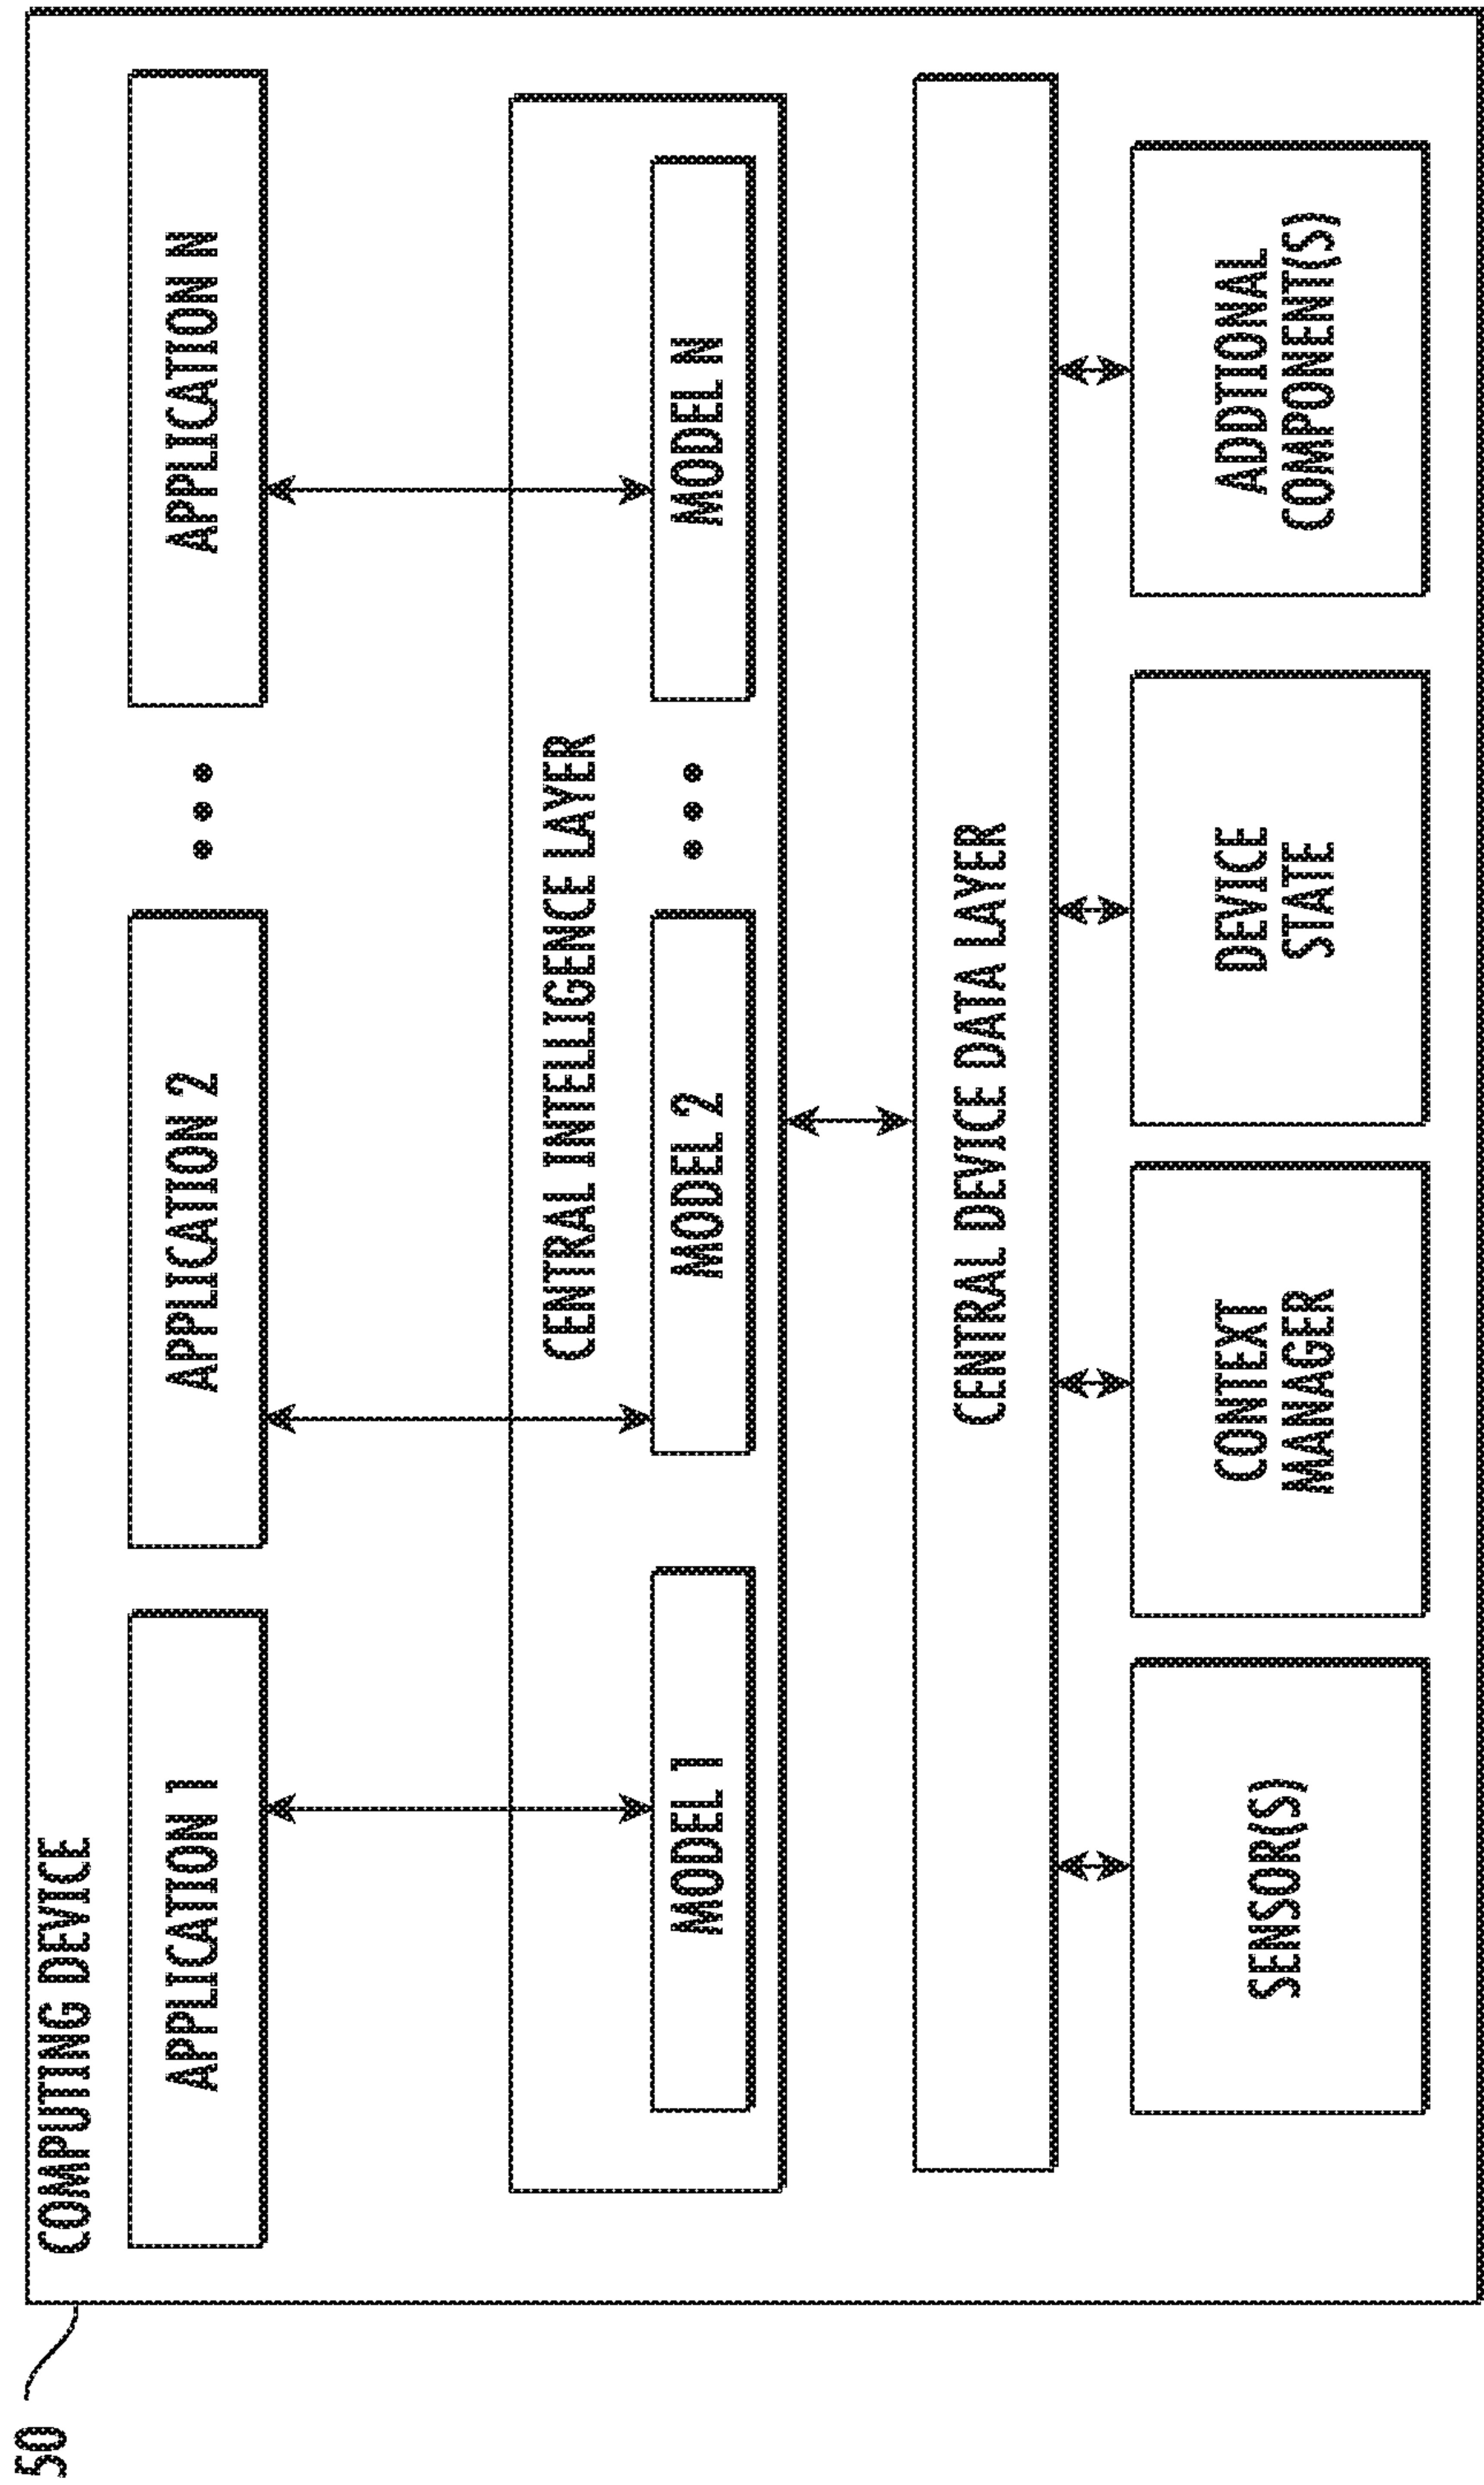 COMPUTING DEVICE
50
APPLICATION 1
APPLICATION 2
APPLICATION N
CENTRAL INTELLIGENCE LAYER
MODEL 1
MODEL 2
MODEL N
CENTRAL DEVICE DATA LAYER
SENSOR(S)
CONTEXT
MANAGER
DEVICE
STATE
ADDTIONAL
COMPONENT(S)